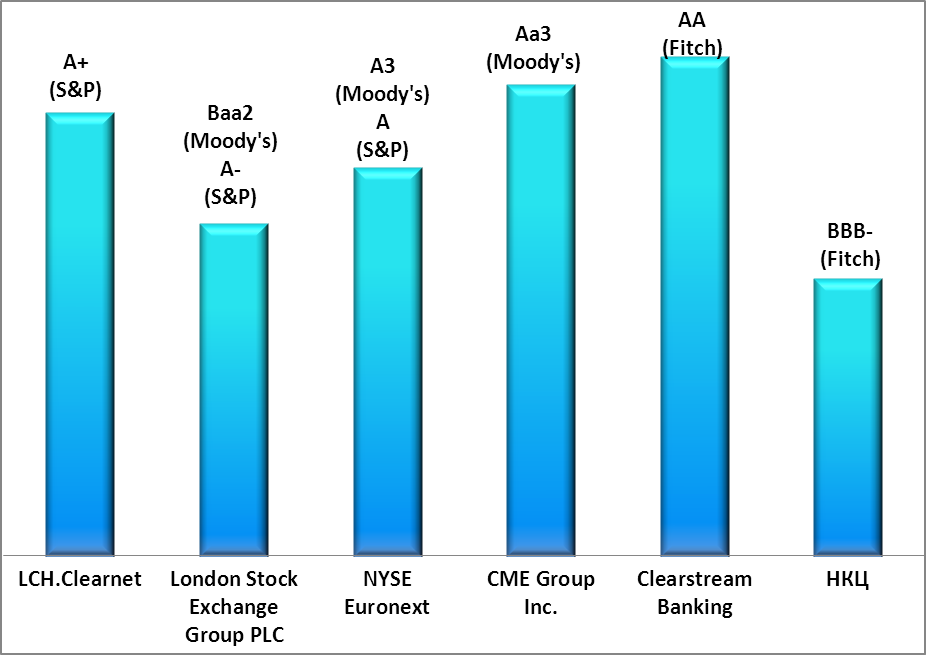 A+
(S&P)
Baa2
(Moody's)
A-
(S&P)
A3
(Moody's)
A
(S&P)
Aa3
(Moody's)
AA
(Fitch)
BBB-
(Fitch)
LCH.Clearnet
London Stock
Exchange
Group PLC
NYSE
Euronext
CME Group
Inc.
Clearstream
Banking
НКЦ